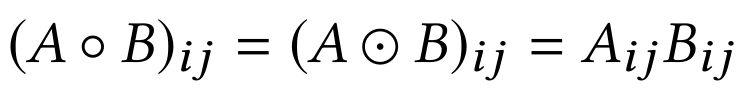 (A ∘ B)ᵢⱼ = (A ⊙ B)ᵢⱼ = AᵢⱼBᵢⱼ